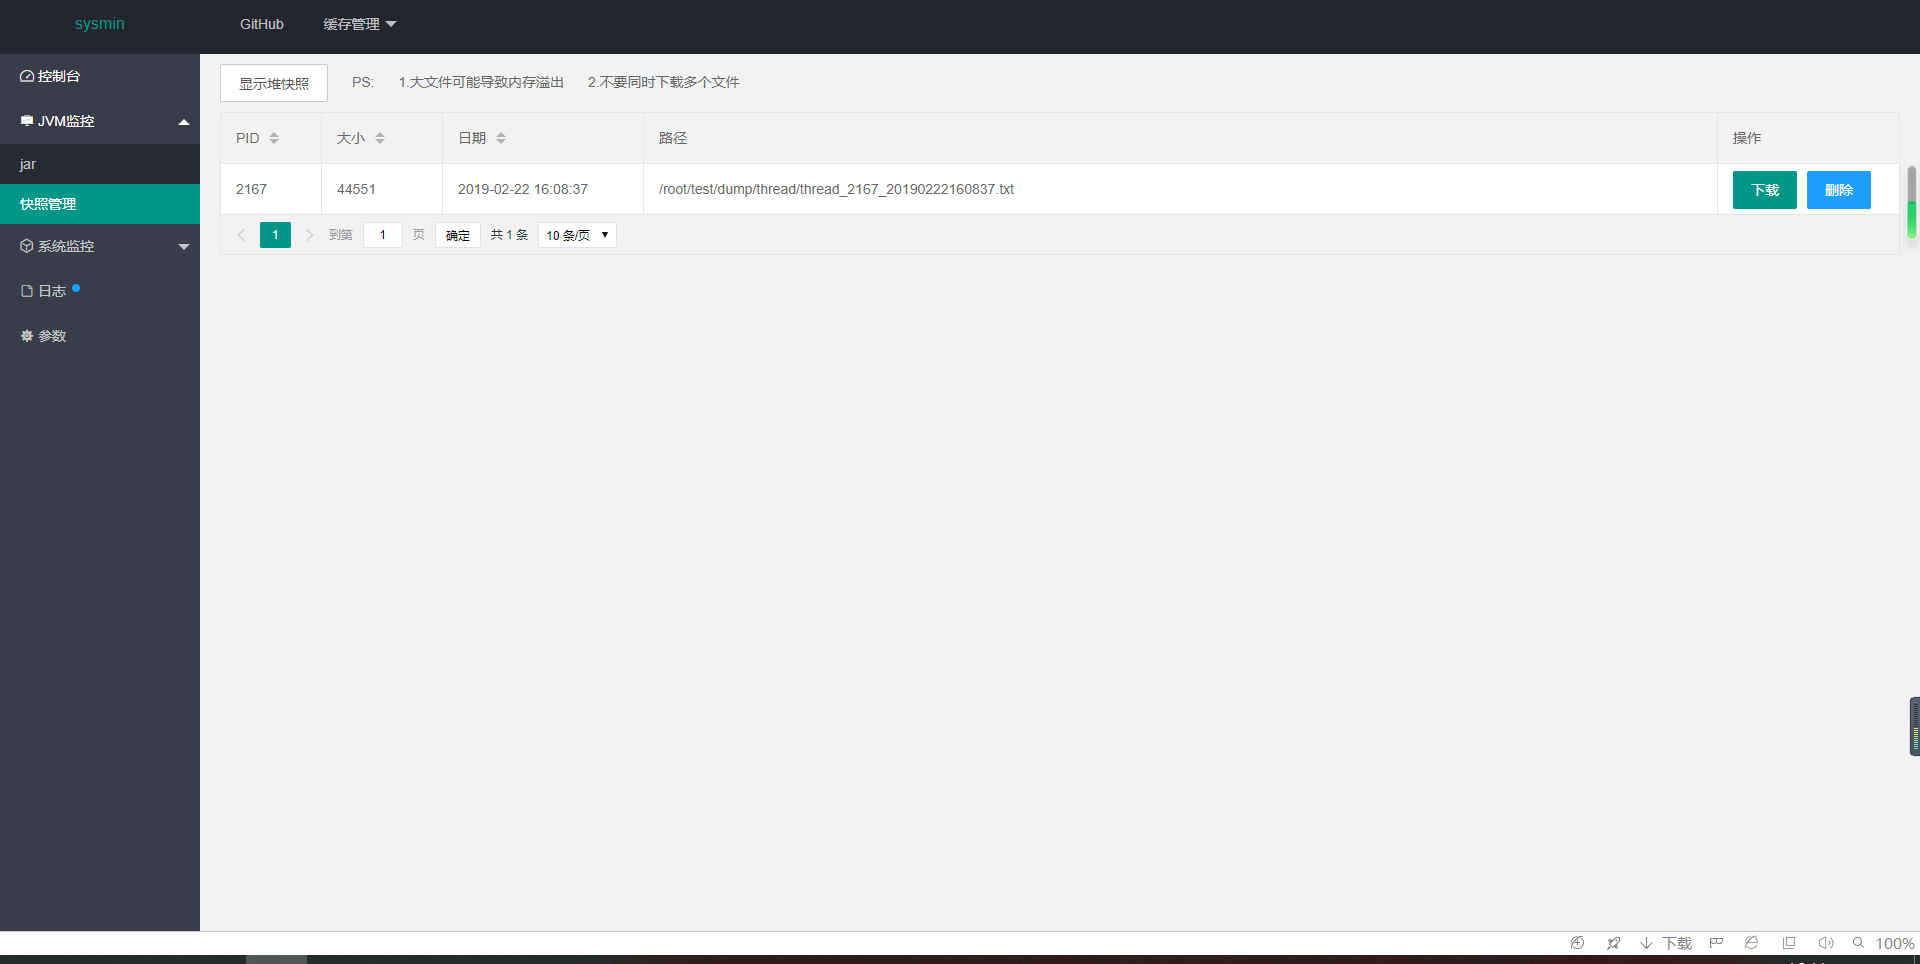 sysmin GitHub 缓存管理
控制台
JVM监控
jar
快照管理
系统监控
日志
参数
显示堆快照 PS: 1.大文件可能导致内存溢出 2.不要同时下载多个文件
PID 大小 日期 路径 操作
2167 44551 2019-02-22 16:08:37 /root/test/dump/thread/thread_2167_20190222160837.txt 下载 删除
1 到第 1 页 确定 共 1 条 10 条/页
下载 100%